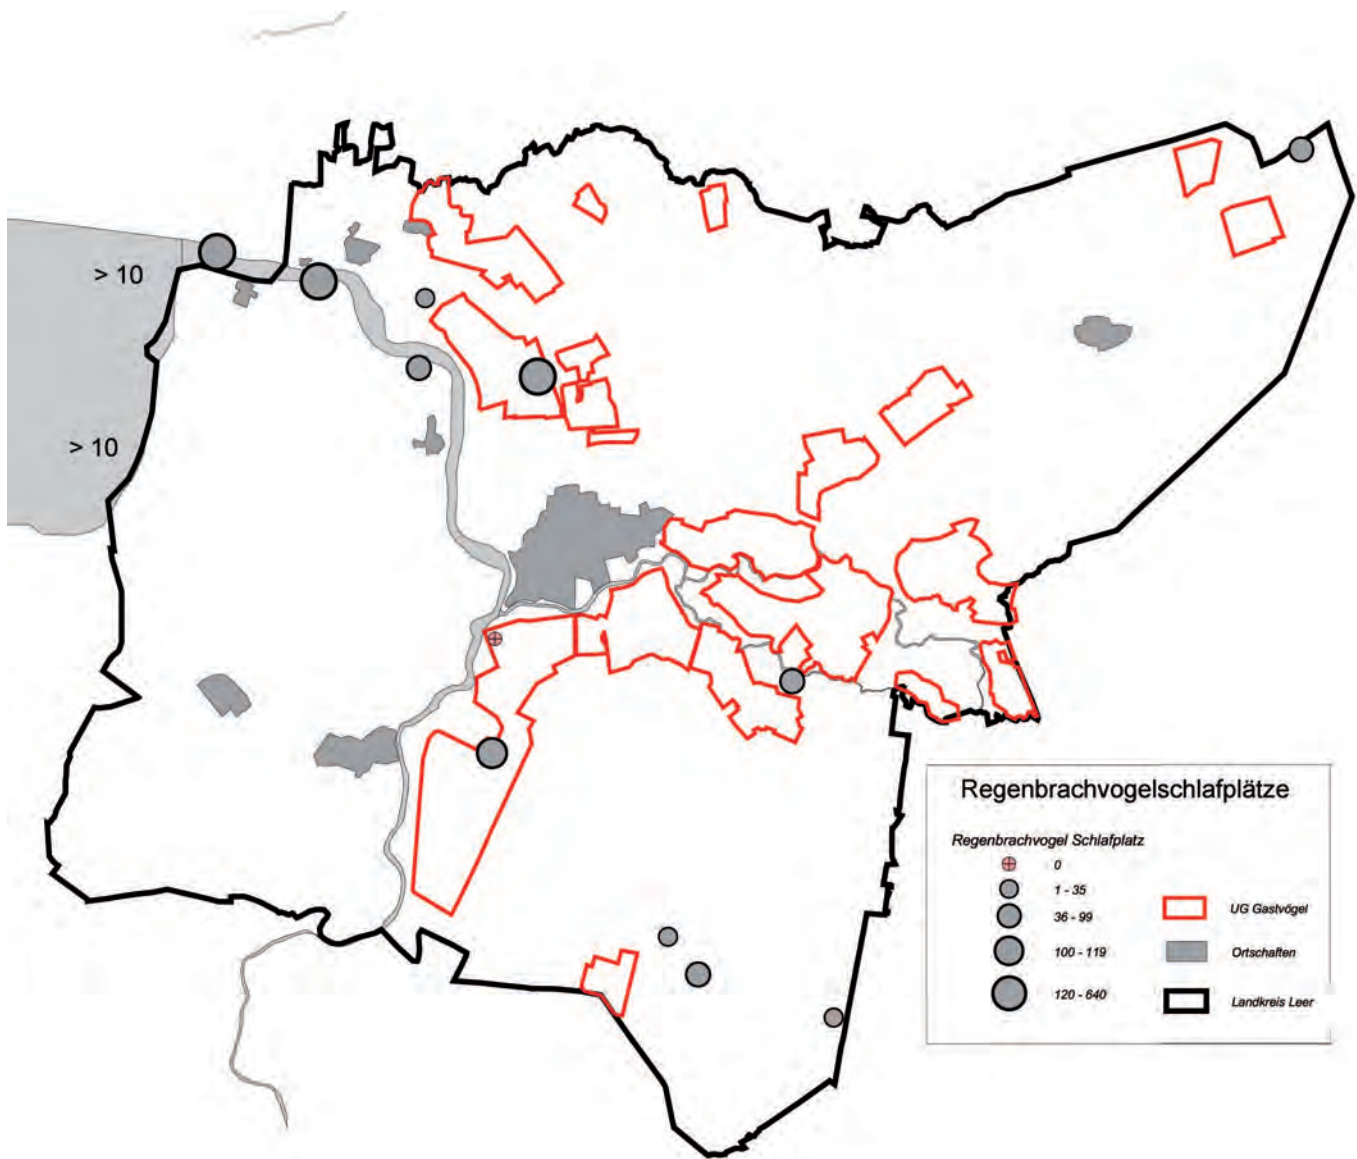 > 10
> 10
Regenbrachvogelschlafplätze
Regenbrachvogel Schlafplatz
0
1 - 35
36 - 99
100 - 119
120 - 640
UG Gastvögel
Ortschaften
Landkreis Leer